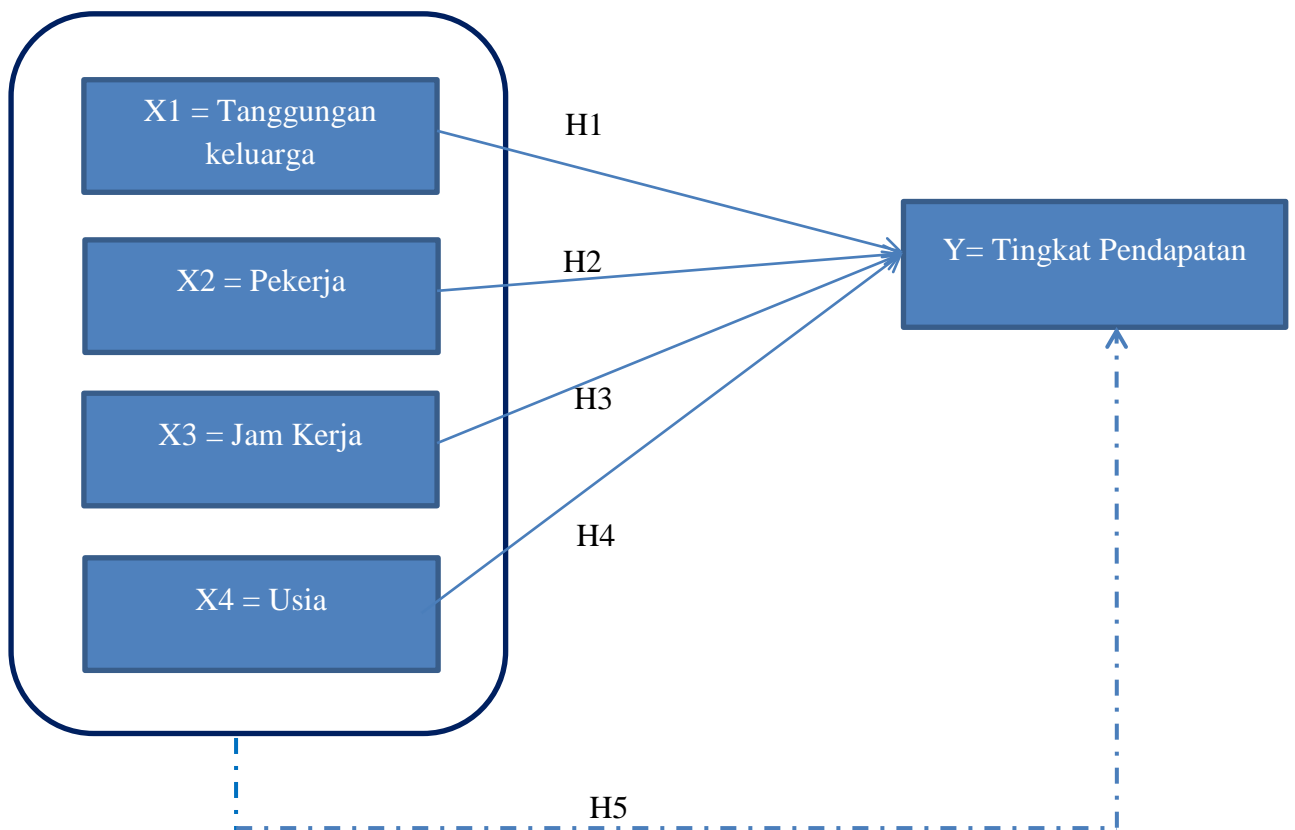 X1 = Tanggungan
keluarga
H1
X2 = Pekerja
H2
Y= Tingkat Pendapatan
X3 = Jam Kerja
H3
X4 = Usia
H4
H5